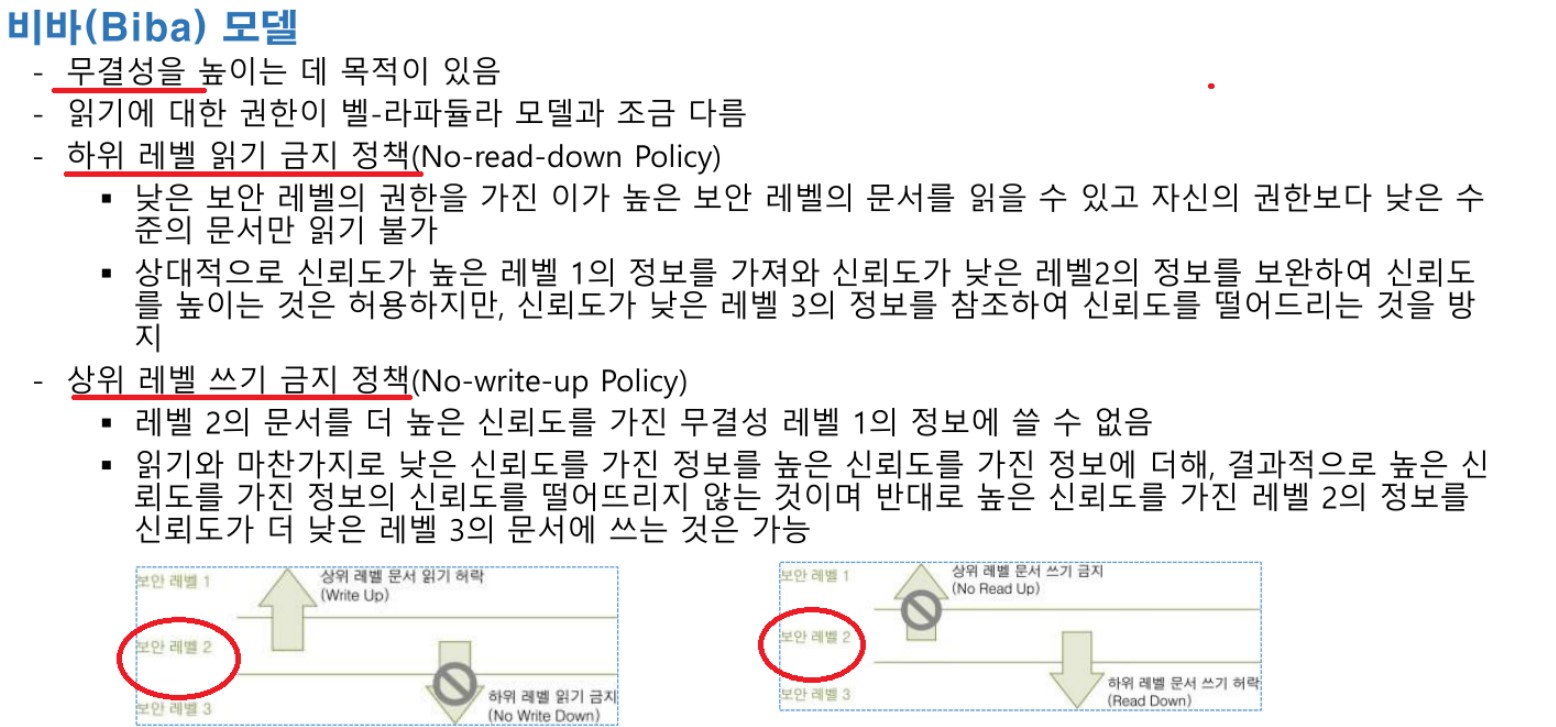 비바(Biba) 모델
- 무결성을 높이는 데 목적이 있음
- 읽기에 대한 권한이 벨-라파듈라 모델과 조금 다름
- 하위 레벨 읽기 금지 정책(No-read-down Policy)
▪ 낮은 보안 레벨의 권한을 가진 이가 높은 보안 레벨의 문서를 읽을 수 있고 자신의 권한보다 낮은 수
준의 문서만 읽기 불가
▪ 상대적으로 신뢰도가 높은 레벨 1의 정보를 가져와 신뢰도가 낮은 레벨2의 정보를 보완하여 신뢰도
를 높이는 것은 허용하지만, 신뢰도가 낮은 레벨 3의 정보를 참조하여 신뢰도를 떨어드리는 것을 방
지
- 상위 레벨 쓰기 금지 정책(No-write-up Policy)
▪ 레벨 2의 문서를 더 높은 신뢰도를 가진 무결성 레벨 1의 정보에 쓸 수 없음
▪ 읽기와 마찬가지로 낮은 신뢰도를 가진 정보를 높은 신뢰도를 가진 정보에 더해, 결과적으로 높은 신
뢰도를 가진 정보의 신뢰도를 떨어뜨리지 않는 것이며 반대로 높은 신뢰도를 가진 레벨 2의 정보를
신뢰도가 더 낮은 레벨 3의 문서에 쓰는 것은 가능
보안 레벨 1
상위 레벨 문서 읽기 허락
(Write Up)
보안 레벨 2
하위 레벨 읽기 금지
(No Write Down)
보안 레벨 3
보안 레벨 1
상위 레벨 문서 쓰기 금지
(No Read Up)
보안 레벨 2
하위 레벨 문서 쓰기 허락
(Read Down)
보안 레벨 3